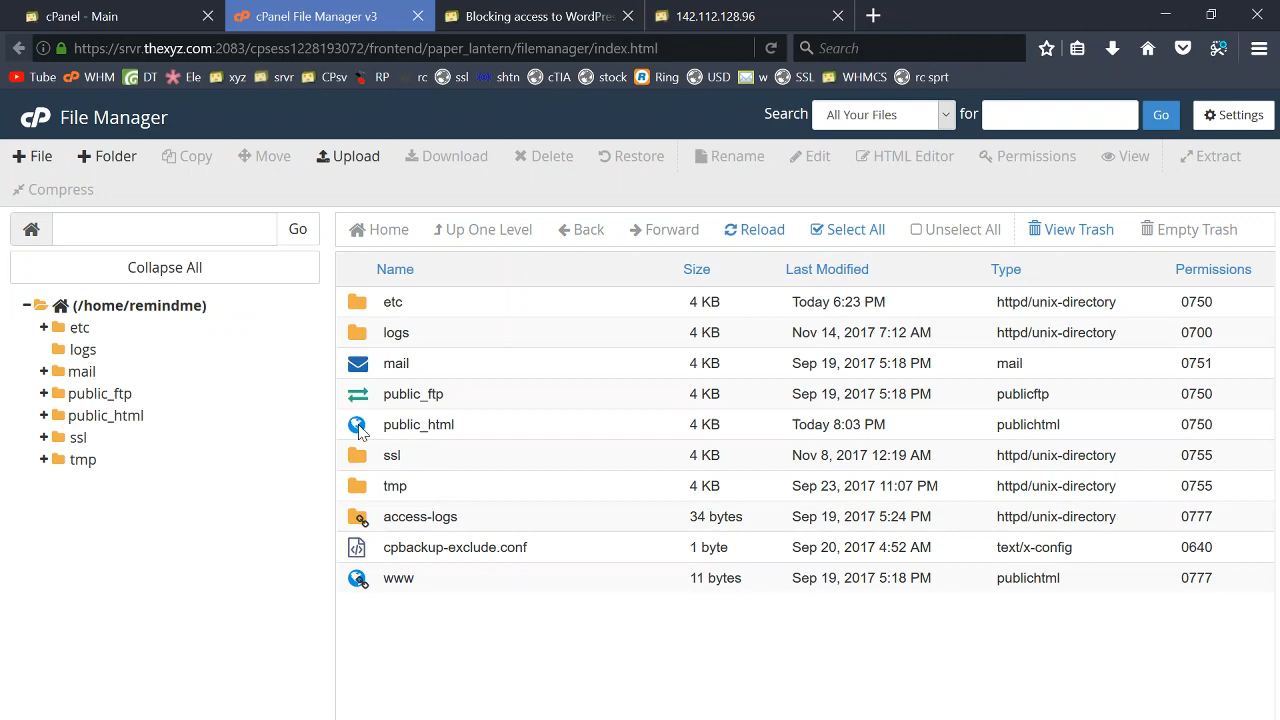 cPanel - Main
cPanel File Manager v3
Blocking access to WordPre
142.112.128.96
https://srvr.thexyz.com:2083/cpsess1228193072/frontend/paper_lantern/filemanager/index.html
Search
Tube WHM DT Ele xyz srvr CPsv RP rc ssl shtn cTIA stock Ring USD w SSL WHMCS rc sprt
cP File Manager
Search All Your Files for Go Settings
+ File + Folder Copy Move Upload Download Delete Restore Rename Edit HTML Editor Permissions View Extract
Compress
Go
Home Up One Level Back Forward Reload Select All Unselect All View Trash Empty Trash
Collapse All
Name Size Last Modified Type Permissions
(/home/remindme)
etc
logs
mail
public_ftp
public_html
ssl
tmp
etc 4 KB Today 6:23 PM httpd/unix-directory 0750
logs 4 KB Nov 14, 2017 7:12 AM httpd/unix-directory 0700
mail 4 KB Sep 19, 2017 5:18 PM mail 0751
public_ftp 4 KB Sep 19, 2017 5:18 PM publicftp 0750
public_html 4 KB Today 8:03 PM publichtml 0750
ssl 4 KB Nov 8, 2017 12:19 AM httpd/unix-directory 0755
tmp 4 KB Sep 23, 2017 11:07 PM httpd/unix-directory 0755
access-logs 34 bytes Sep 19, 2017 5:24 PM httpd/unix-directory 0777
cpbackup-exclude.conf 1 byte Sep 20, 2017 4:52 AM text/x-config 0640
www 11 bytes Sep 19, 2017 5:18 PM publichtml 0777